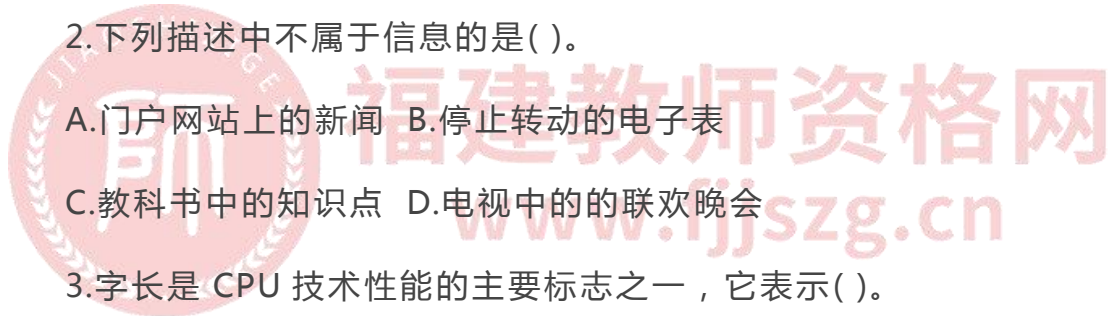 2.下列描述中不属于信息的是( )。
A.门户网站上的新闻 B.停止转动的电子表
C.教科书中的知识点 D.电视中的的联欢晚会
3.字长是 CPU 技术性能的主要标志之一，它表示( )。
福建教师资格网
www.fjjszg.cn